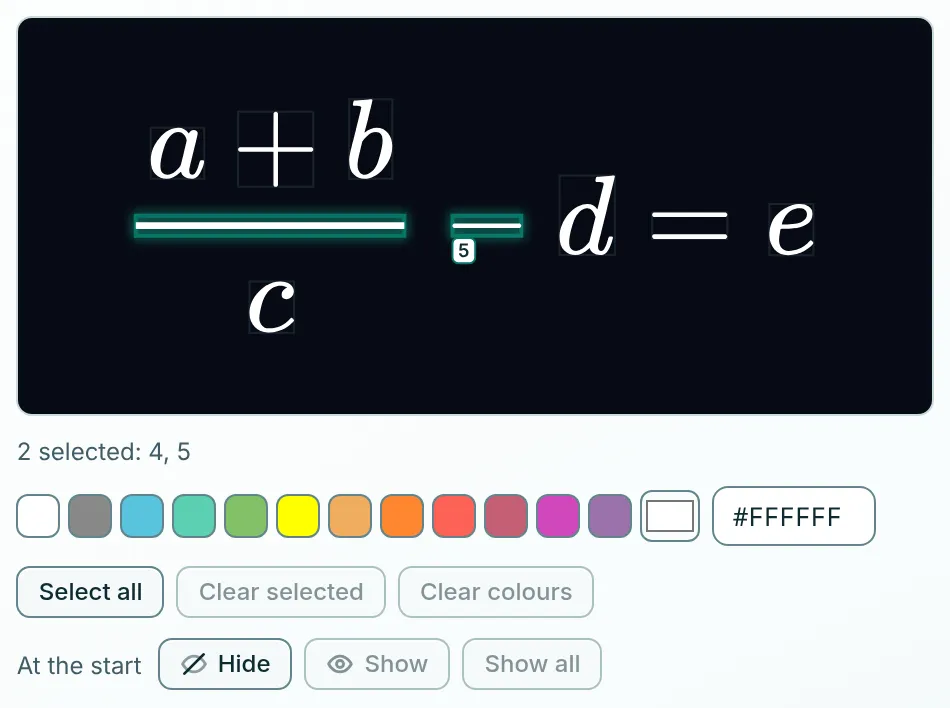 a + b
— − d = e
5
c
2 selected: 4, 5
#FFFFFF
Select all Clear selected Clear colours
At the start Hide Show Show all